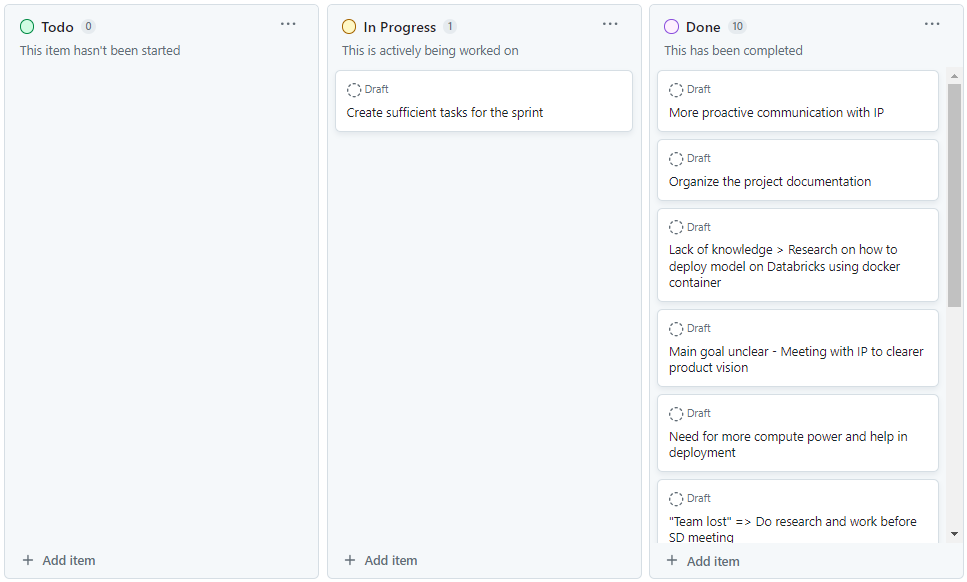 Todo 0
This item hasn't been started
+ Add item
In Progress 1
This is actively being worked on
Draft
Create sufficient tasks for the sprint
+ Add item
Done 10
This has been completed
Draft
More proactive communication with IP
Draft
Organize the project documentation
Draft
Lack of knowledge > Research on how to
deploy model on Databricks using docker
container
Draft
Main goal unclear - Meeting with IP to clearer
product vision
Draft
Need for more compute power and help in
deployment
Draft
"Team lost" => Do research and work before
SD meeting
+ Add item